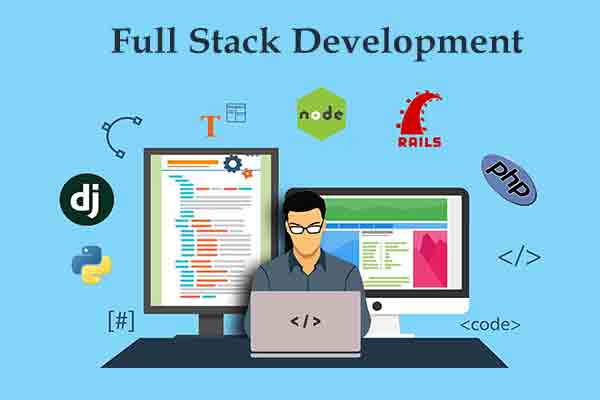 Full Stack Development
T
node
RAILS
php
dj
</>
[#]
</>
<code>